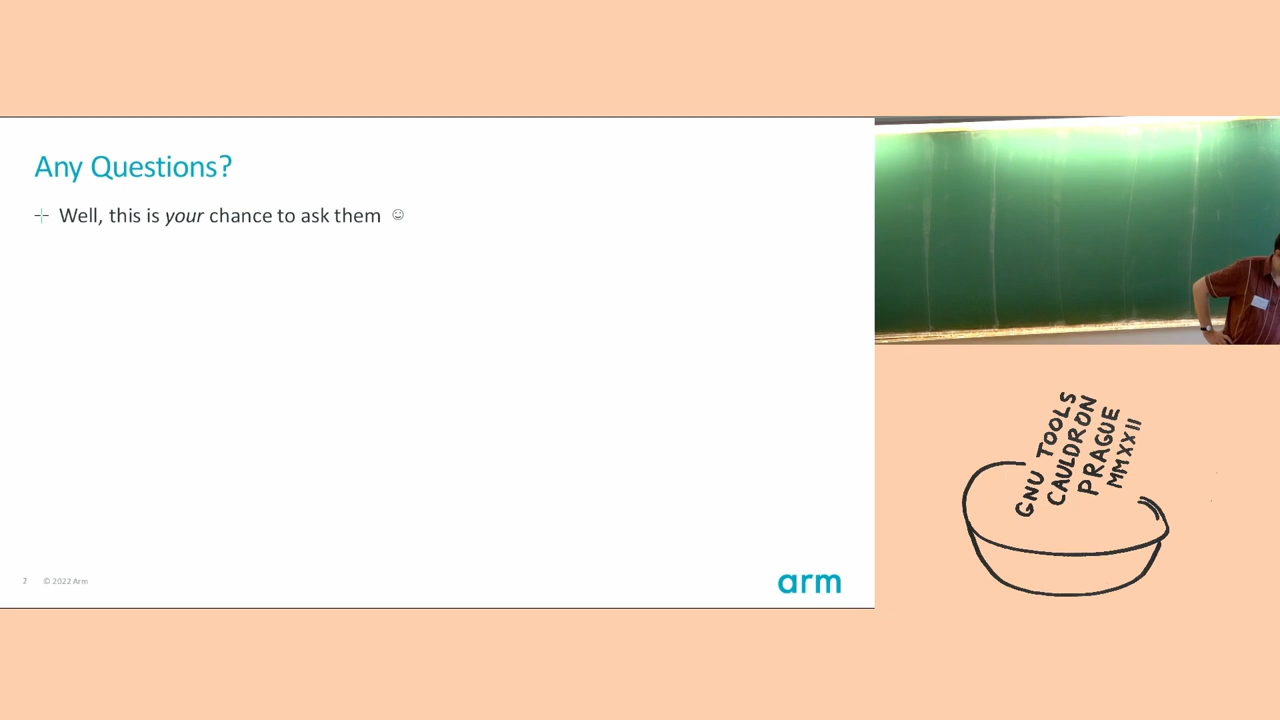 Any Questions?
Well, this is your chance to ask them ☺
2 © 2022 Arm
arm
GNU TOOLS
CAULDRON
PRAGUE
MMXXII